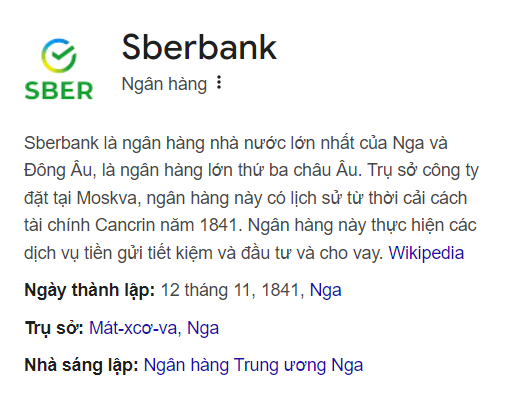 Sberbank
SBER
Ngân hàng
Sberbank là ngân hàng nhà nước lớn nhất của Nga và
Đông Âu, là ngân hàng lớn thứ ba châu Âu. Trụ sở công ty
đặt tại Moskva, ngân hàng này có lịch sử từ thời cải cách
tài chính Cancrin năm 1841. Ngân hàng này thực hiện các
dịch vụ tiền gửi tiết kiệm và đầu tư và cho vay. Wikipedia
Ngày thành lập: 12 tháng 11, 1841, Nga
Trụ sở: Mát-xcơ-va, Nga
Nhà sáng lập: Ngân hàng Trung ương Nga